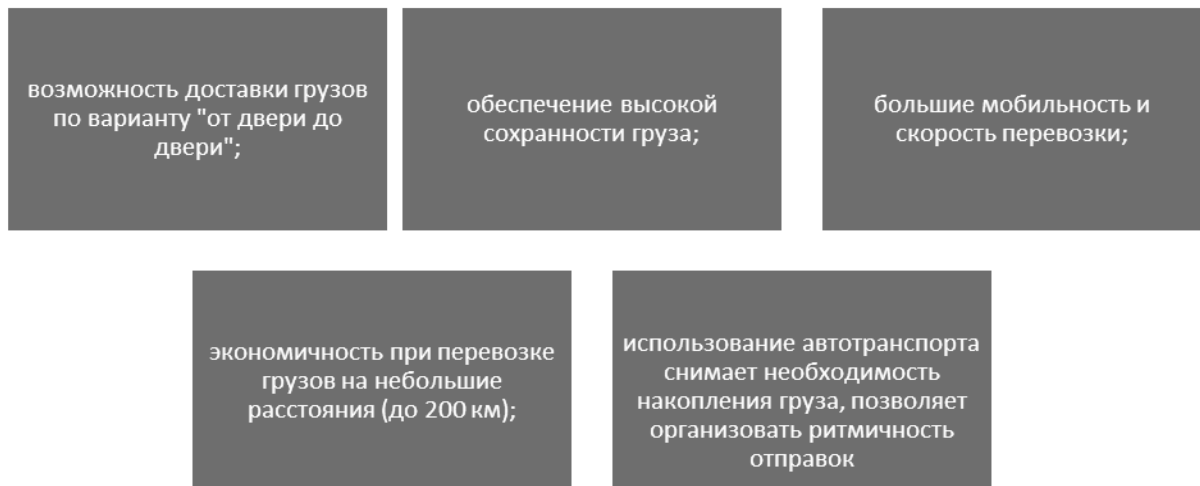 возможность доставки грузов
по варианту "от двери до
двери";
обеспечение высокой
сохранности груза;
большие мобильность и
скорость перевозки;
экономичность при перевозке
грузов на небольшие
расстояния (до 200 км);
использование автотранспорта
снимает необходимость
накопления груза, позволяет
организовать ритмичность
отправок